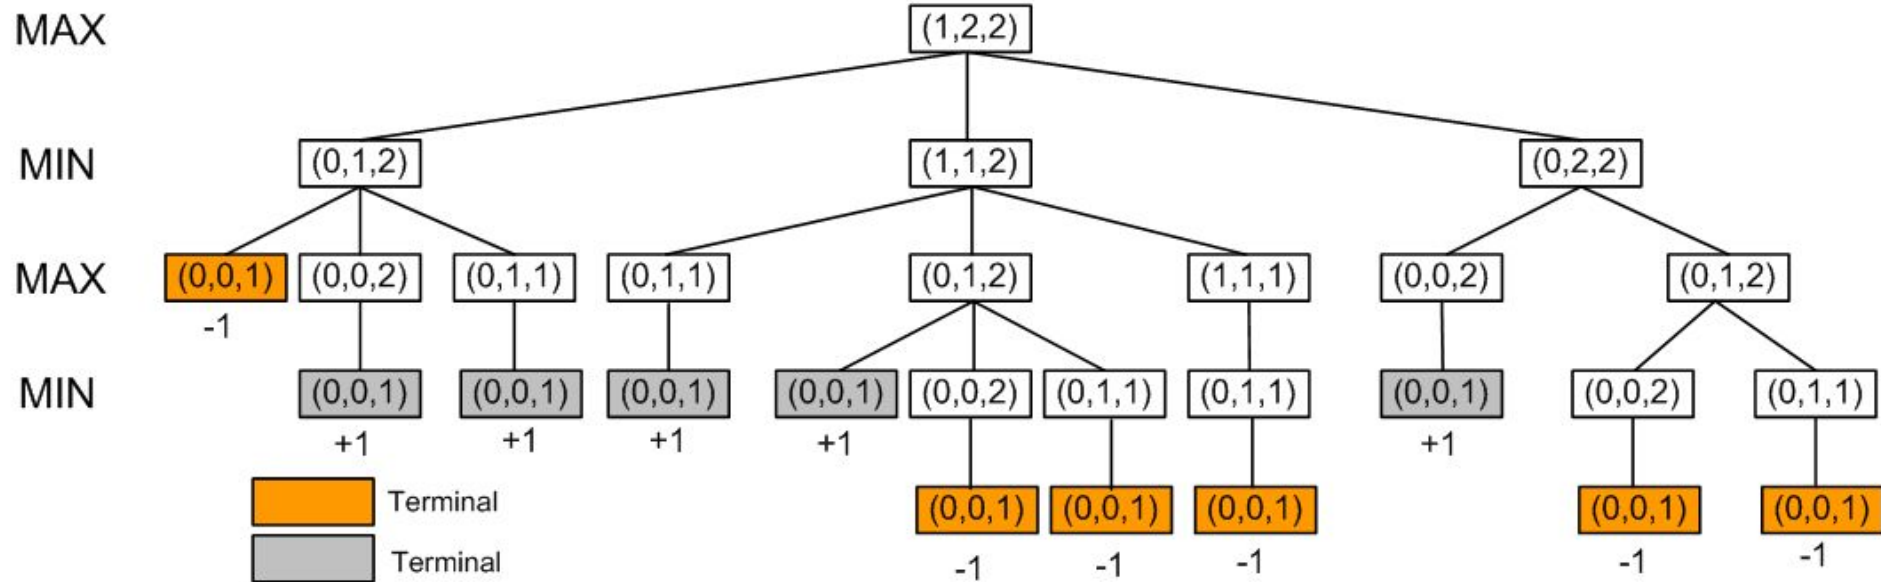 MAX (1,2,2)
MIN (0,1,2) (1,1,2) (0,2,2)
MAX (0,0,1) (0,0,2) (0,1,1) (0,1,1) (0,1,2) (1,1,1) (0,0,2) (0,1,2)
-1
MIN (0,0,1) (0,0,1) (0,0,1) (0,0,1) (0,0,2) (0,1,1) (0,1,1) (0,0,1) (0,0,2) (0,1,1)
+1 +1 +1 +1 +1
Terminal (0,0,1) (0,0,1) (0,0,1) (0,0,1) (0,0,1)
Terminal -1 -1 -1 -1 -1